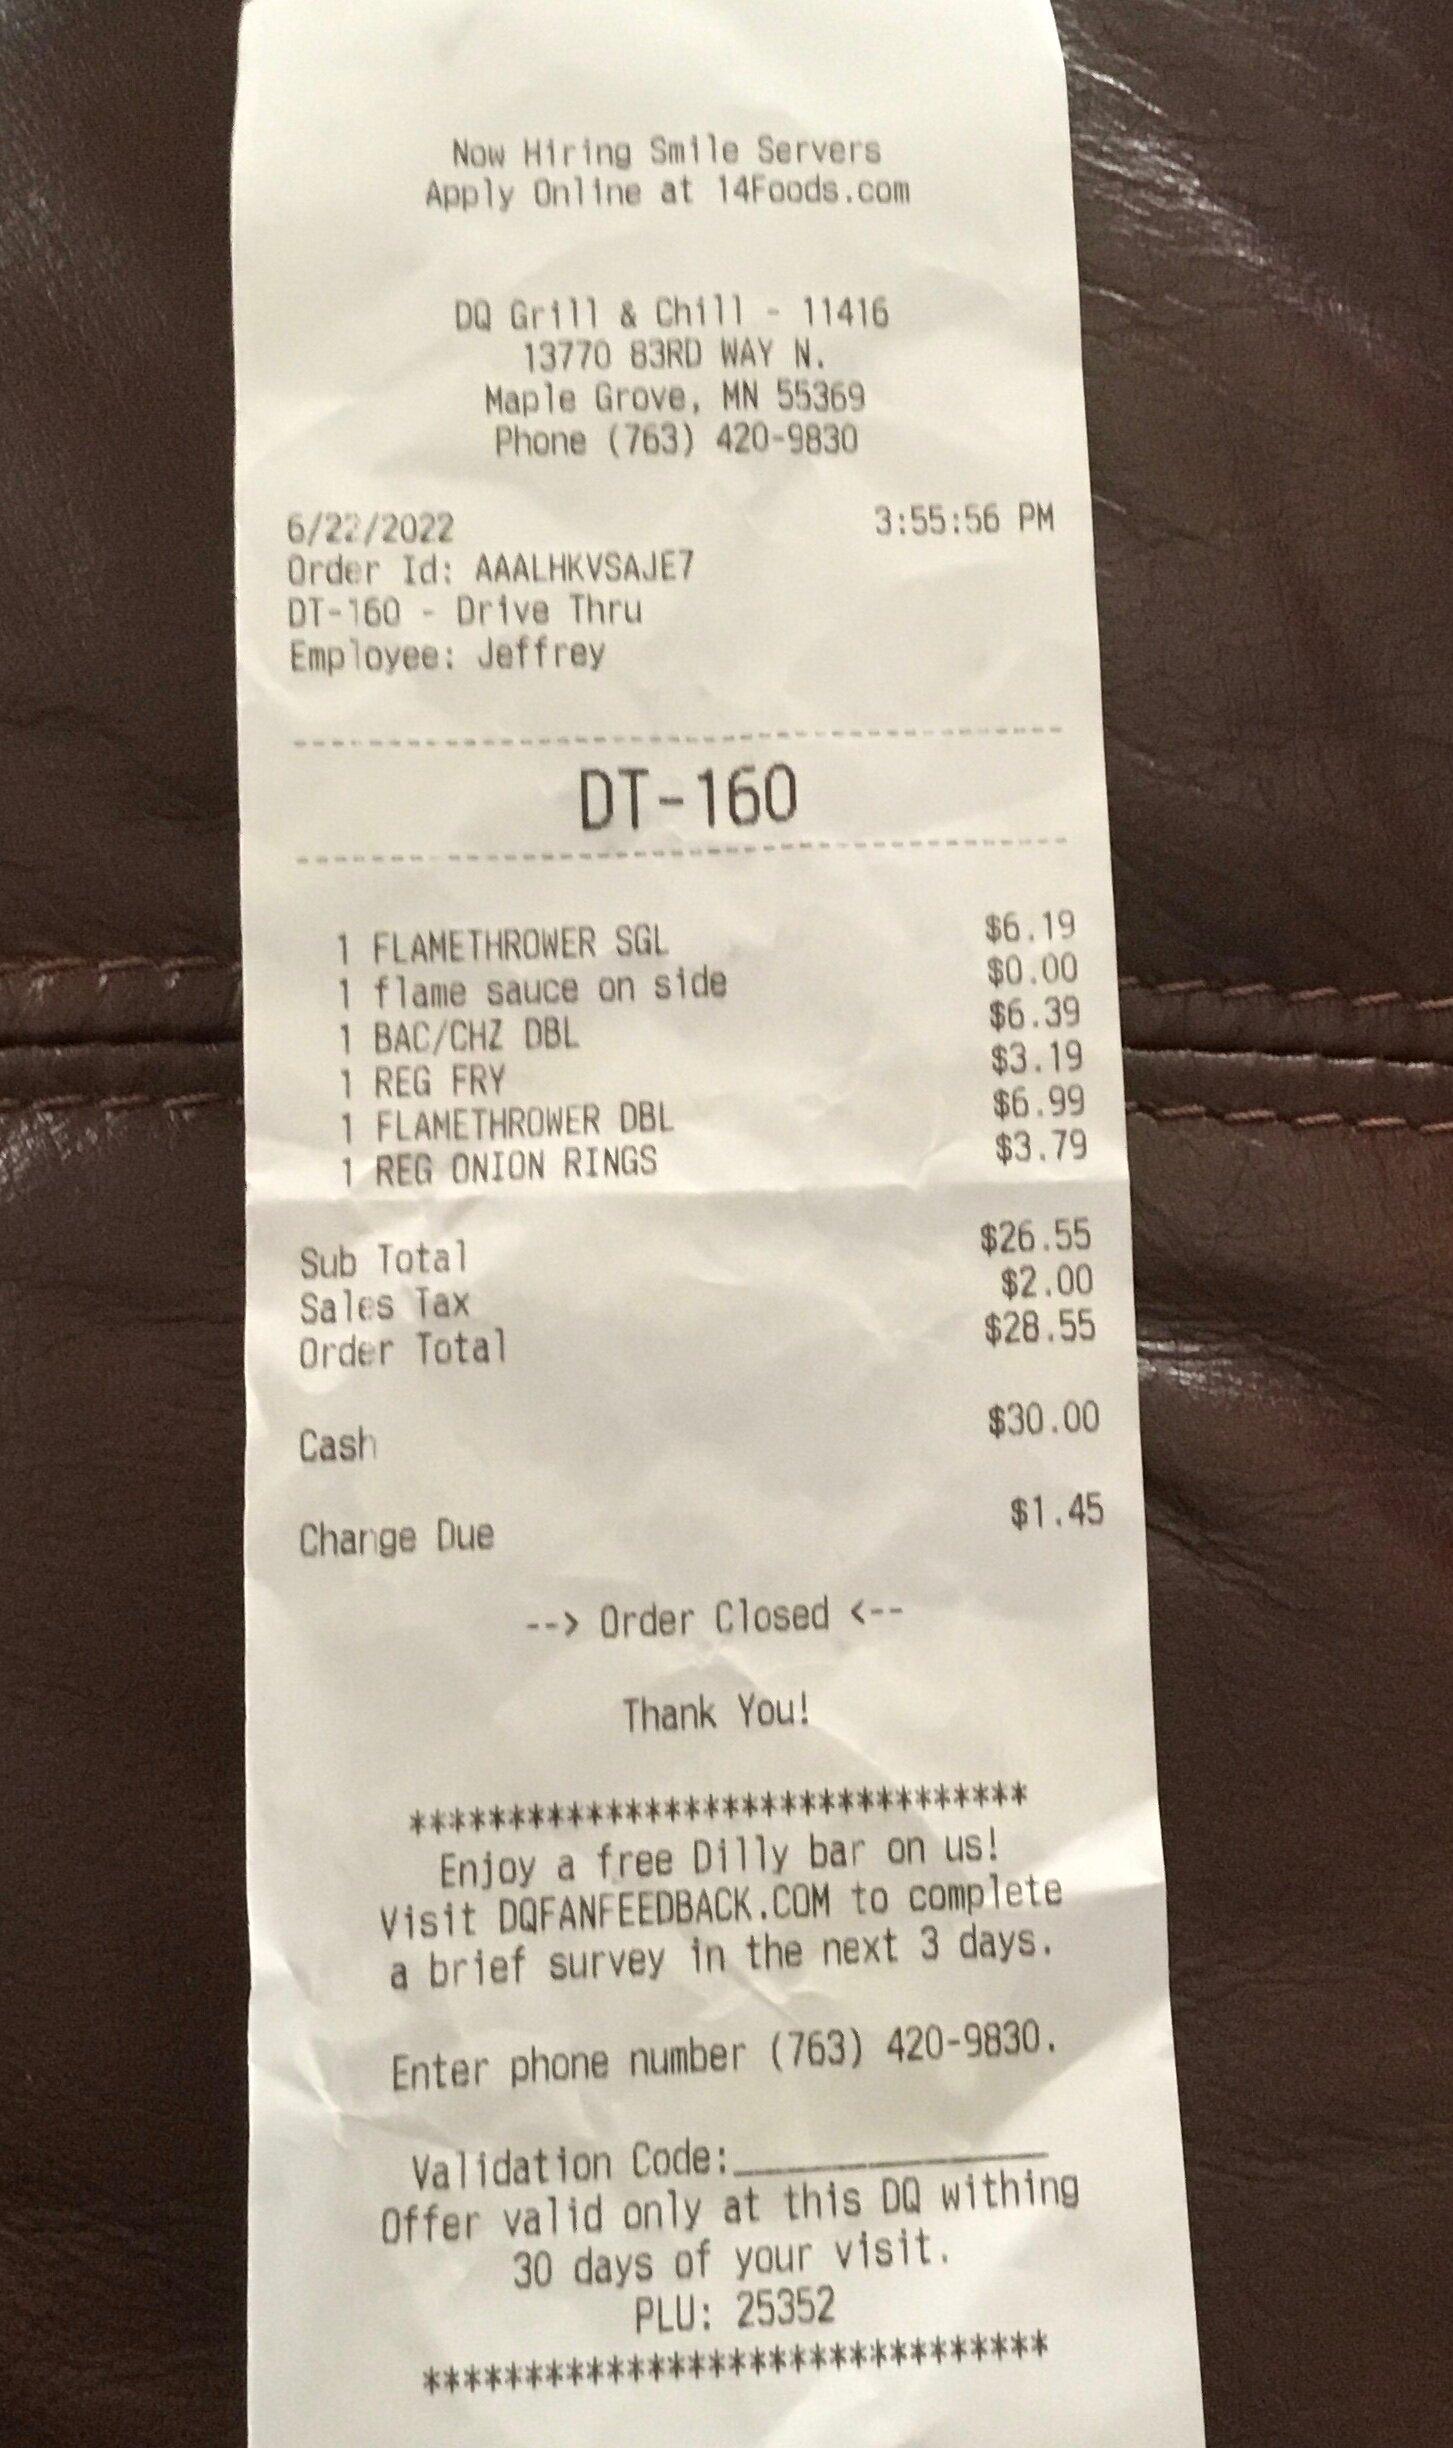 Now Hiring Smile Servers
Apply Online at 14Foods.com
DQ Grill & Chill - 11416
13770 83RD WAY N.
Maple Grove, MN 55369
Phone (763) 420-9830
6/22/2022 3:55:56 PM
Order Id: AAALHKVSAJE7
DT-160 - Drive Thru
Employee: Jeffrey
------------------------------------------
DT-160
------------------------------------------
1 FLAMETHROWER SGL $6.19
1 flame sauce on side $0.00
1 BAC/CHZ DBL $6.39
1 REG FRY $3.19
1 FLAMETHROWER DBL $6.99
1 REG ONION RINGS $3.79
Sub Total $26.55
Sales Tax $2.00
Order Total $28.55
Cash $30.00
Change Due $1.45
--> Order Closed <--
Thank You!
*******************************
Enjoy a free Dilly bar on us!
Visit DQFANFEEDBACK.COM to complete
a brief survey in the next 3 days.
Enter phone number (763) 420-9830.
Validation Code:________________
Offer valid only at this DQ withing
30 days of your visit.
PLU: 25352
*******************************